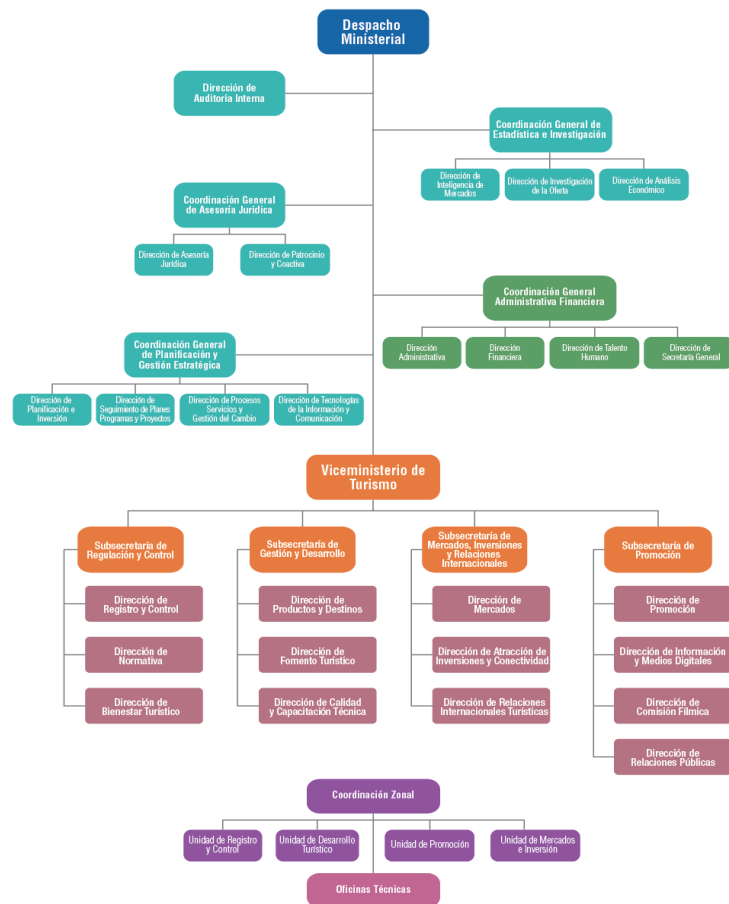 Despacho
Ministerial
Dirección de
Auditoría Interna
Coordinación General de
Estadística e Investigación
Dirección de
Inteligencia de
Mercados
Dirección de Investigación
de la Oferta
Dirección de Análisis
Económico
Coordinación General
de Asesoría Jurídica
Dirección de Asesoría
Jurídica
Dirección de Patrocinio
y Coactiva
Coordinación General
Administrativa Financiera
Dirección
Administrativa
Dirección
Financiera
Dirección de Talento
Humano
Dirección de
Secretaría General
Coordinación General
de Planificación y
Gestión Estratégica
Dirección de
Planificación e
Inversión
Dirección de
Seguimiento de Planes
Programas y Proyectos
Dirección de Procesos
Servicios y
Gestión del Cambio
Dirección de Tecnologías
de la Información y
Comunicación
Viceministerio de
Turismo
Subsecretaría de
Regulación y Control
Dirección de
Registro y Control
Dirección de
Normativa
Dirección de
Bienestar Turístico
Subsecretaría de
Gestión y Desarrollo
Dirección de
Productos y Destinos
Dirección de
Fomento Turístico
Dirección de Calidad
y Capacitación Técnica
Subsecretaría de
Mercados, Inversiones
y Relaciones
Internacionales
Dirección de
Mercados
Dirección de Atracción de
Inversiones y Conectividad
Dirección de Relaciones
Internacionales Turísticas
Subsecretaría de
Promoción
Dirección de
Promoción
Dirección de Información
y Medios Digitales
Dirección de
Comisión Fílmica
Dirección de
Relaciones Públicas
Coordinación Zonal
Unidad de Registro
y Control
Unidad de Desarrollo
Turístico
Unidad de Promoción
Unidad de Mercados
e Inversión
Oficinas Técnicas